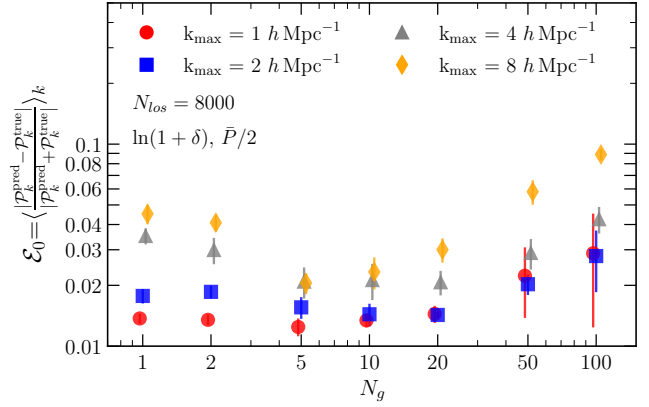 k_max = 1 h Mpc⁻¹ k_max = 4 h Mpc⁻¹
k_max = 2 h Mpc⁻¹ k_max = 8 h Mpc⁻¹
N_los = 8000
ln(1 + δ), P̄/2
ℰ₀=⟨|𝒫_k^pred−𝒫_k^true| / |𝒫_k^pred+𝒫_k^true|⟩_k
0.1
0.08
0.06
0.04
0.03
0.02
0.01
1 2 5 10 20 50 100
N_g